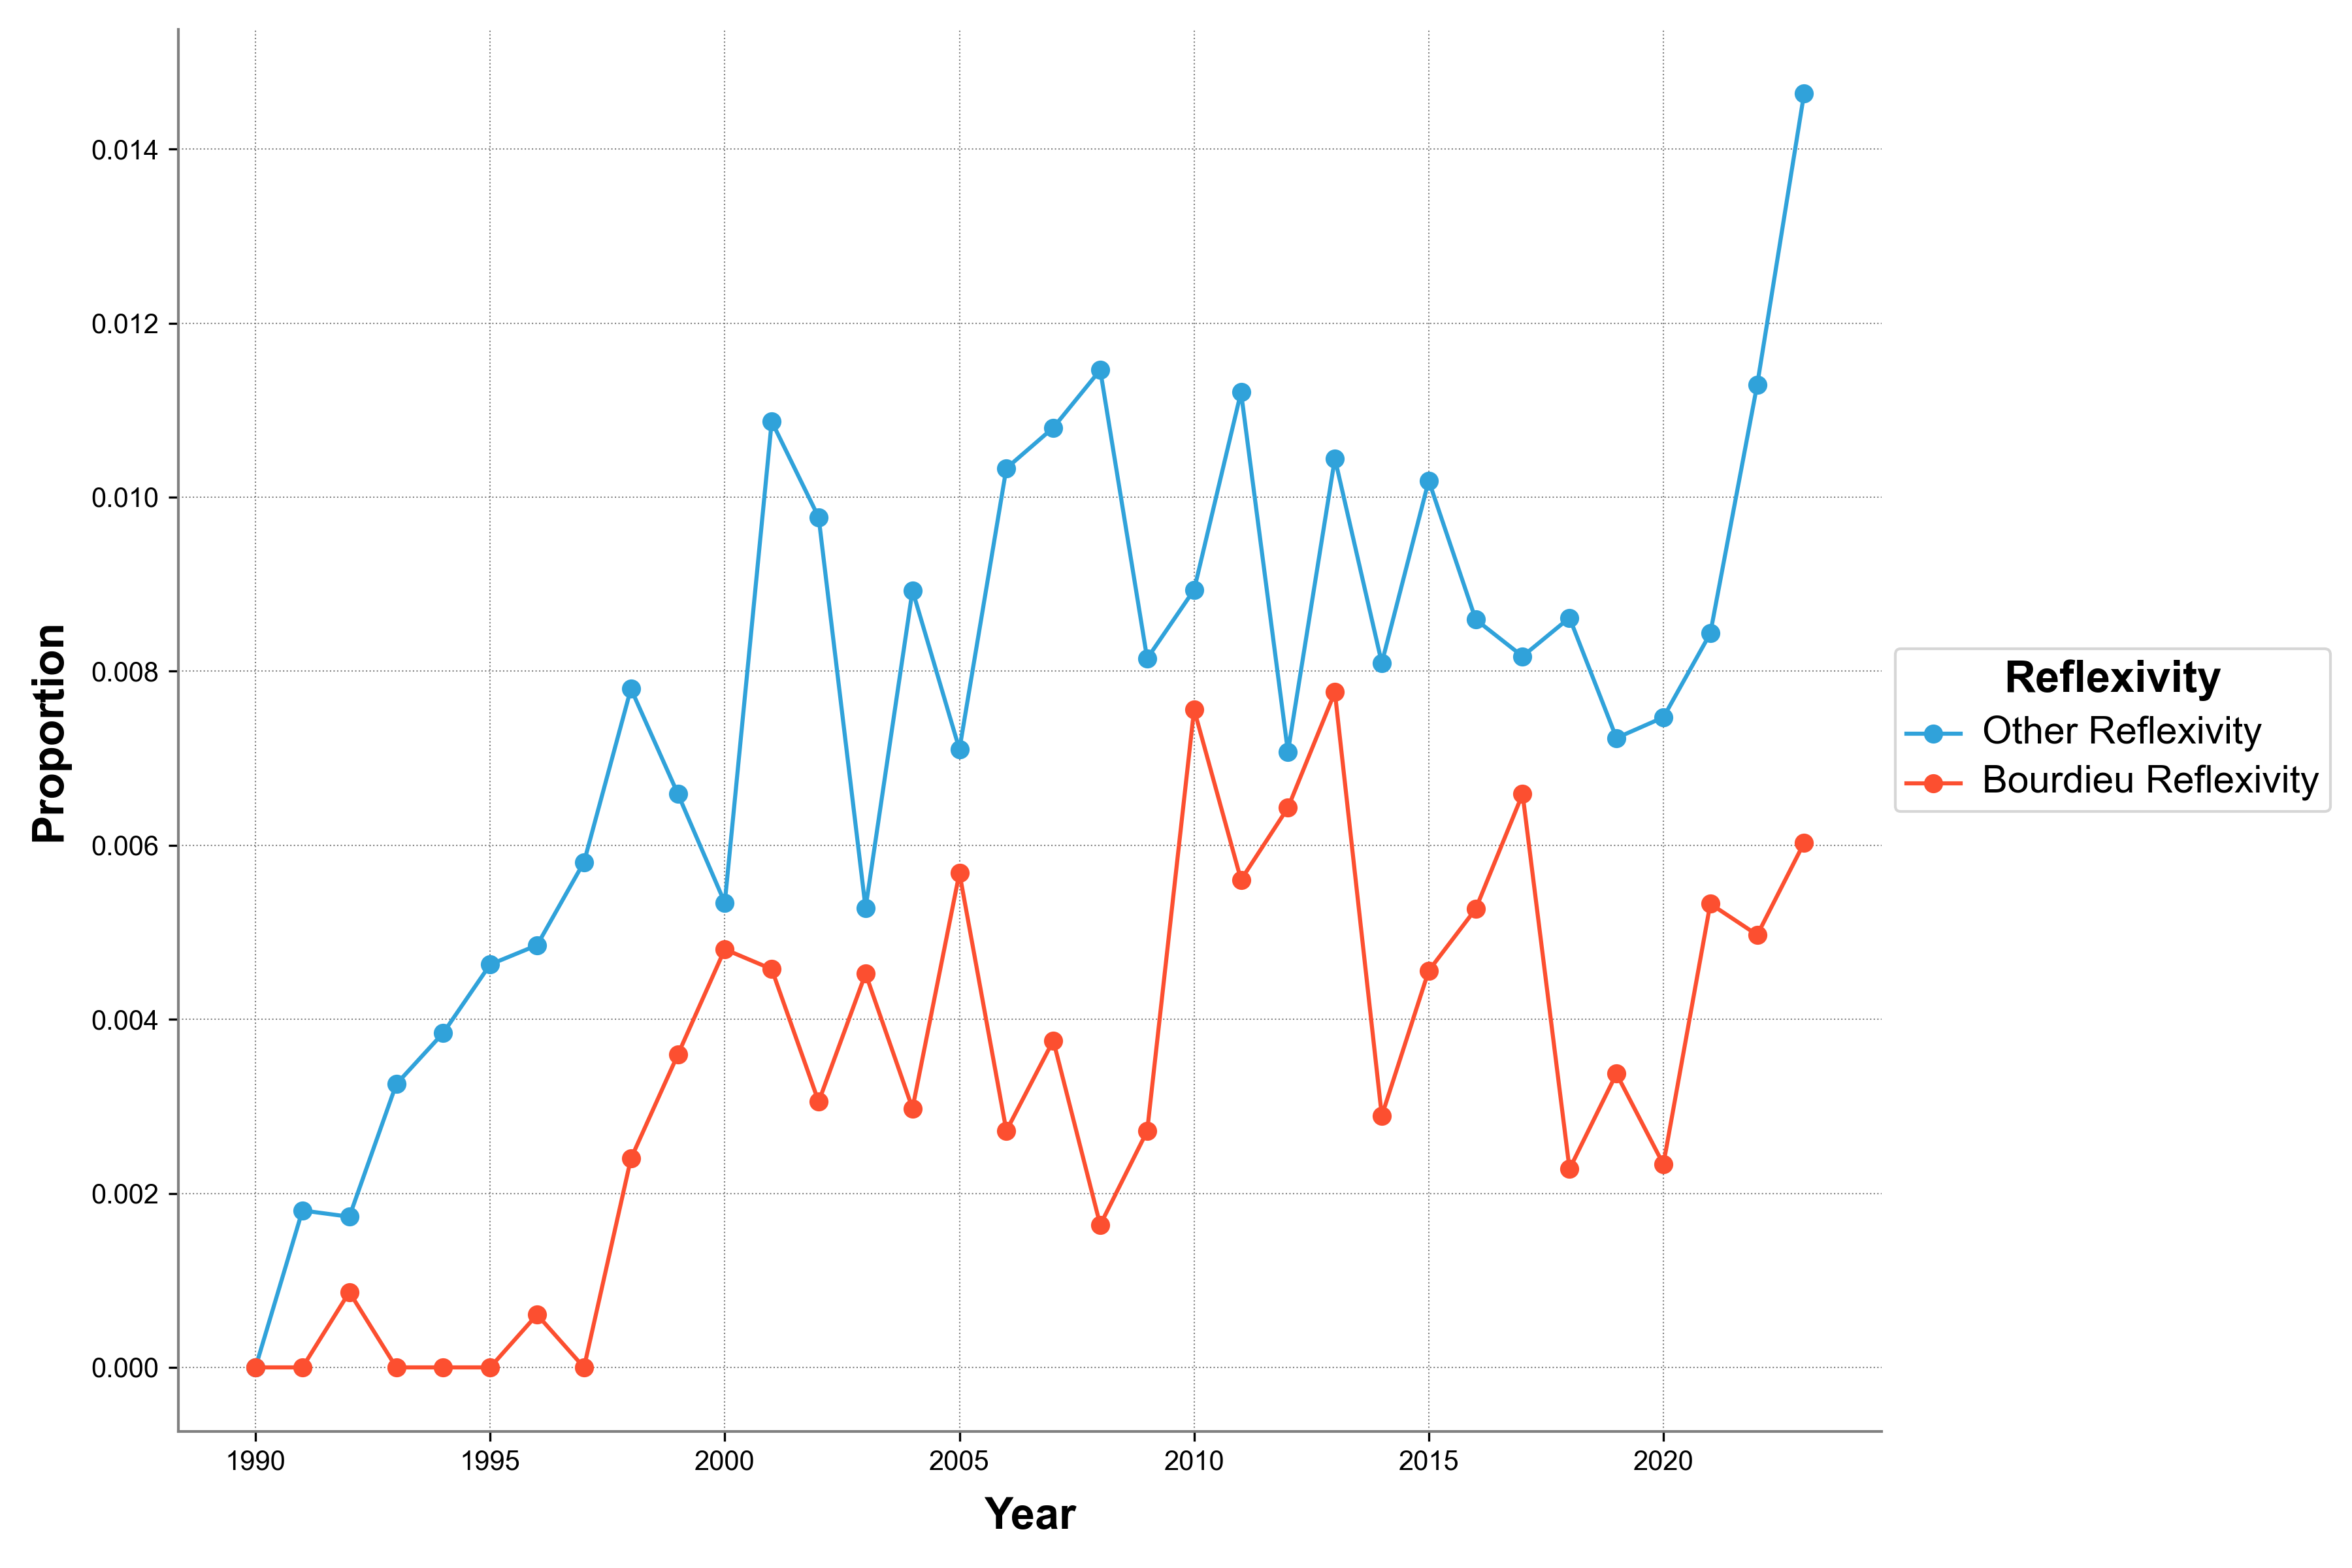 0.014
0.012
0.010
0.008
0.006
0.004
0.002
0.000
Proportion
1990 1995 2000 2005 2010 2015 2020
Year
Reflexivity
Other Reflexivity
Bourdieu Reflexivity